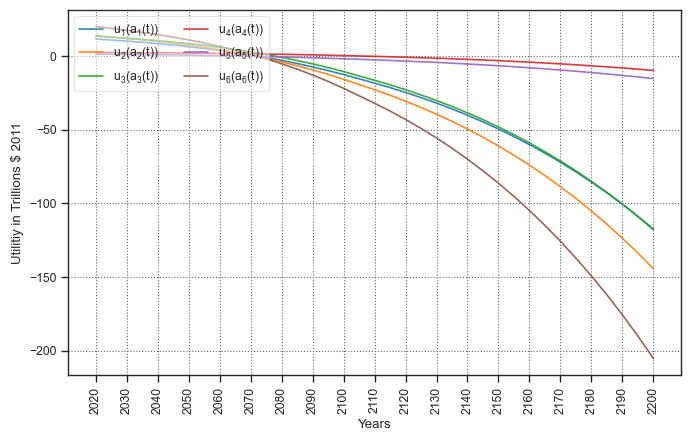 u₁(a₁(t)) u₄(a₄(t))
u₂(a₂(t)) u₅(a₅(t))
u₃(a₃(t)) u₆(a₆(t))
0
−50
−100
−150
−200
Utilitiy in Trillions $ 2011
2020 2030 2040 2050 2060 2070 2080 2090 2100 2110 2120 2130 2140 2150 2160 2170 2180 2190 2200
Years